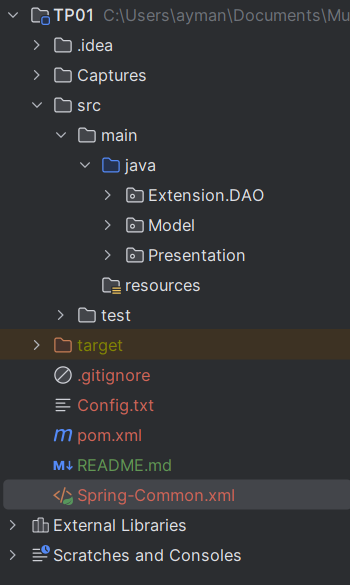 TP01 C:\Users\ayman\Documents\Mu
.idea
Captures
src
main
java
Extension.DAO
Model
Presentation
resources
test
target
.gitignore
Config.txt
m pom.xml
M↓ README.md
</> Spring-Common.xml
External Libraries
Scratches and Consoles